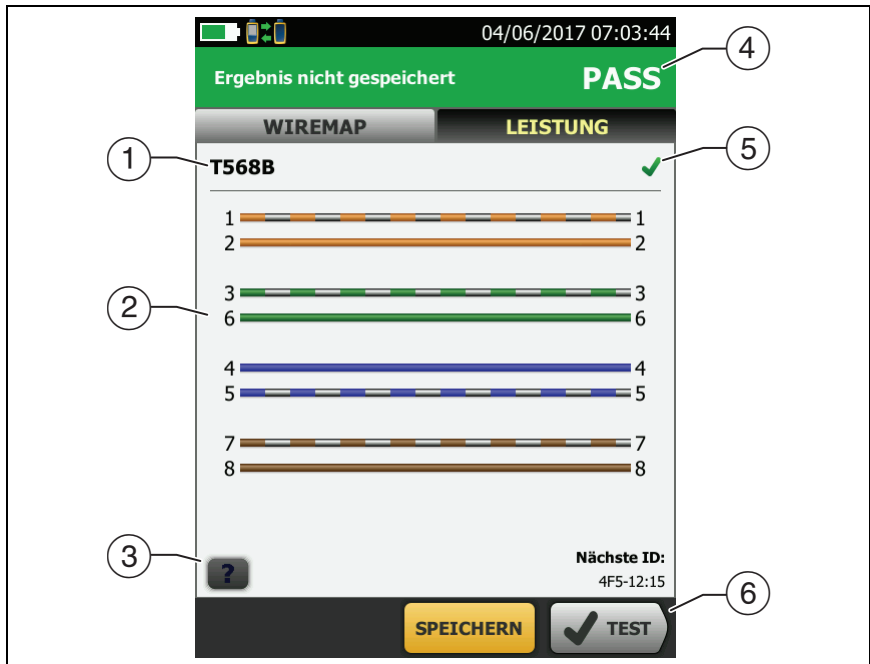 04/06/2017 07:03:44
Ergebnis nicht gespeichert PASS
4
WIREMAP LEISTUNG
5
1
T568B
1 1
2 2
3 3
2
6 6
4 4
5 5
7 7
8 8
3
?
Nächste ID:
4F5-12:15
6
SPEICHERN TEST